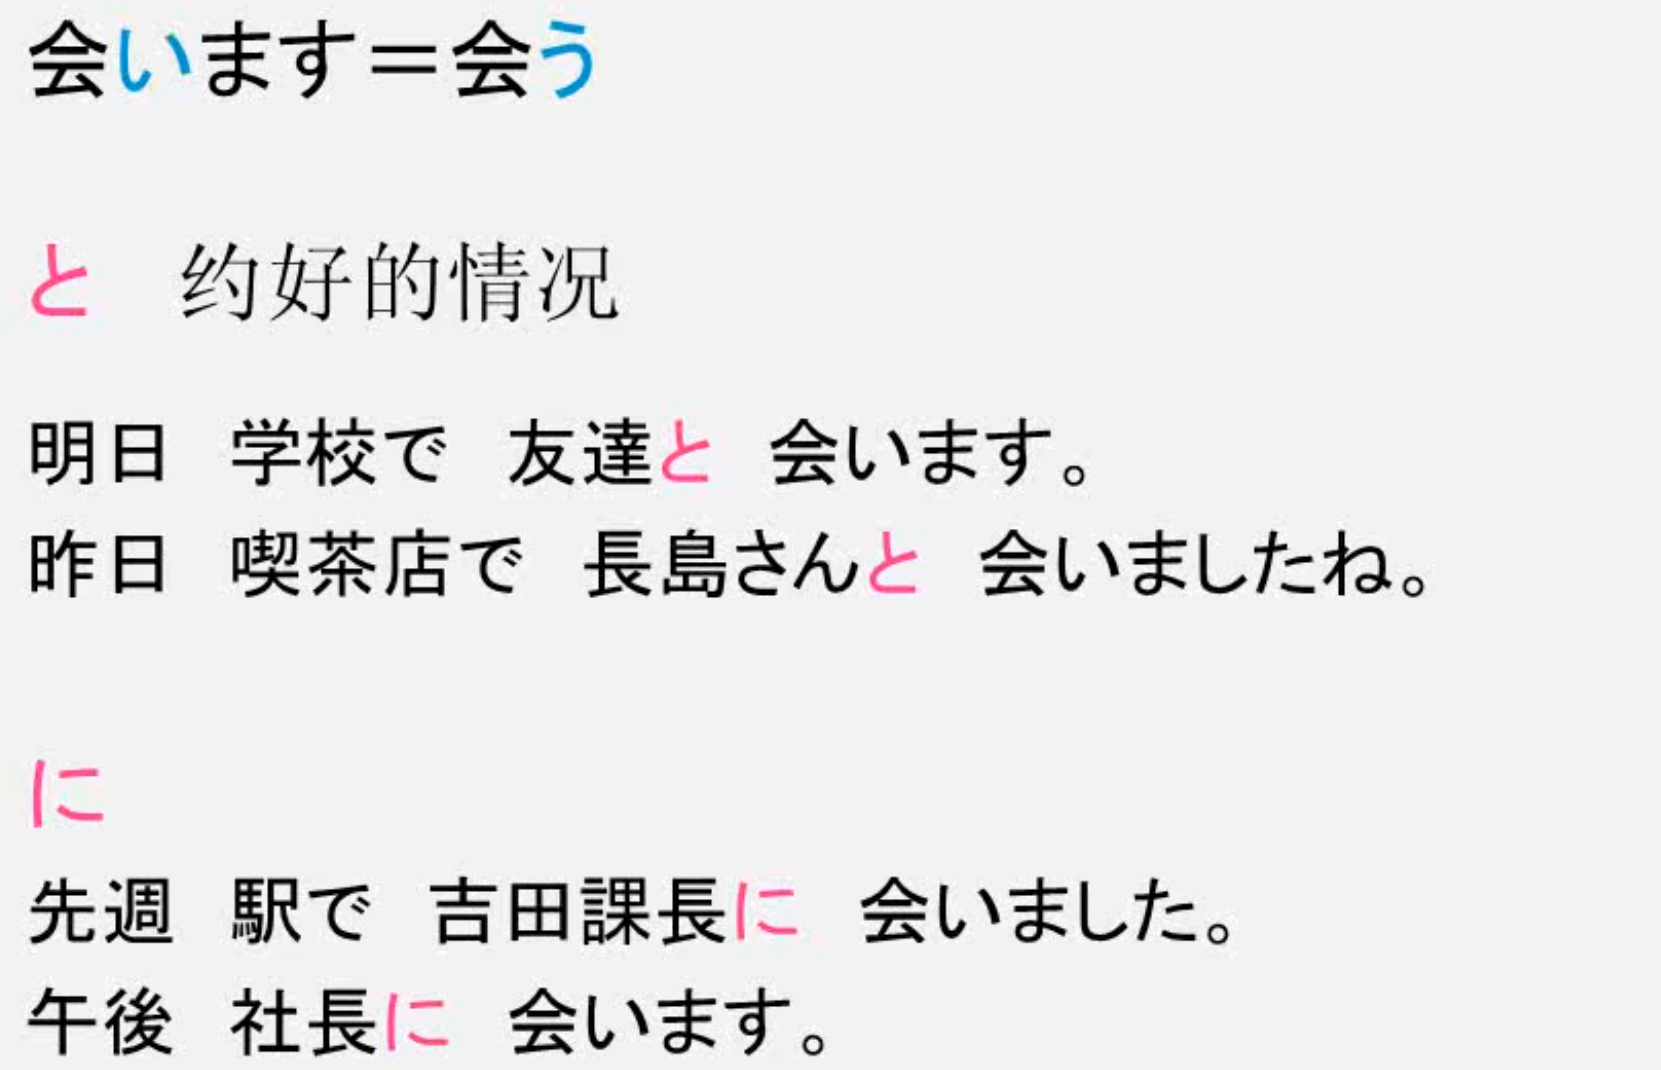 会います＝会う
と　约好的情况
明日　学校で　友達と　会います。
昨日　喫茶店で　長島さんと　会いましたね。
に
先週　駅で　吉田課長に　会いました。
午後　社長に　会います。